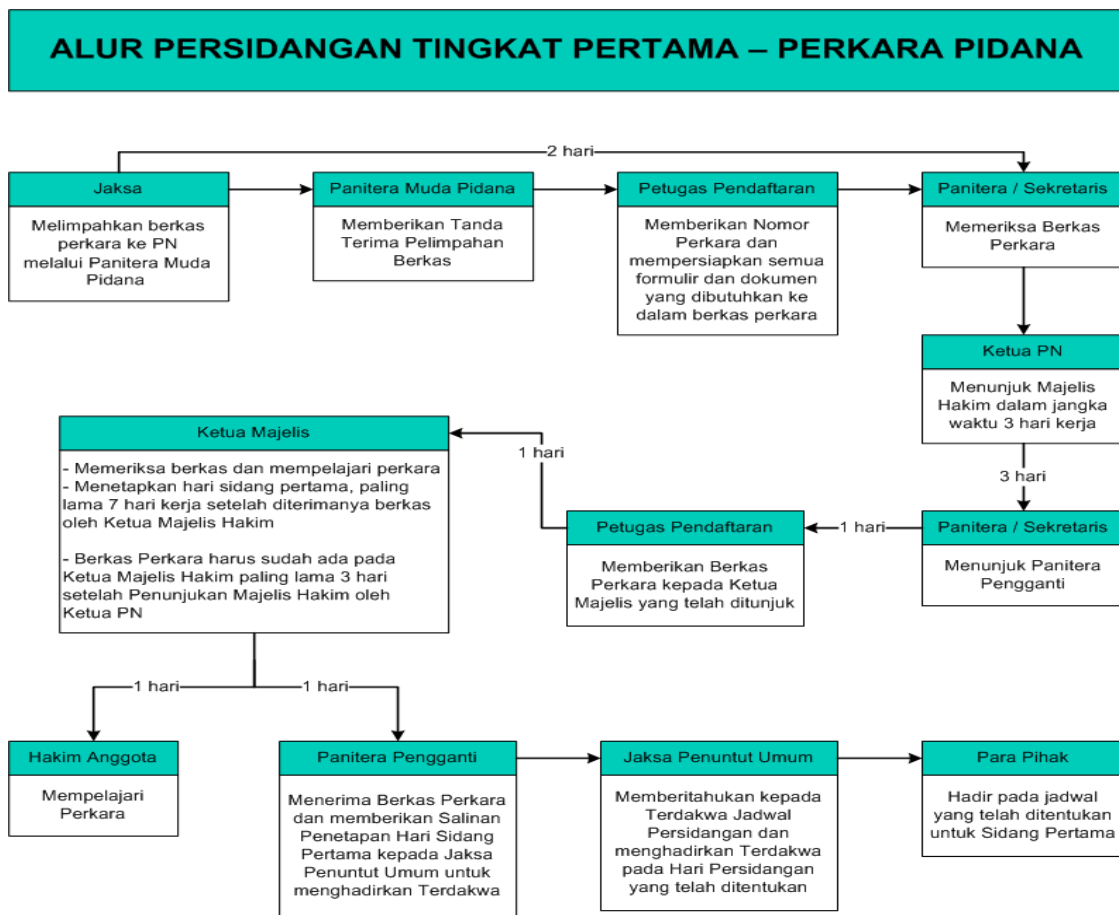 ALUR PERSIDANGAN TINGKAT PERTAMA – PERKARA PIDANA
2 hari
Jaksa
Melimpahkan berkas
perkara ke PN
melalui Panitera Muda
Pidana
Panitera Muda Pidana
Memberikan Tanda
Terima Pelimpahan
Berkas
Petugas Pendaftaran
Memberikan Nomor
Perkara dan
mempersiapkan semua
formulir dan dokumen
yang dibutuhkan ke
dalam berkas perkara
Panitera / Sekretaris
Memeriksa Berkas
Perkara
Ketua PN
Menunjuk Majelis
Hakim dalam jangka
waktu 3 hari kerja
3 hari
Panitera / Sekretaris
Menunjuk Panitera
Pengganti
1 hari
Petugas Pendaftaran
Memberikan Berkas
Perkara kepada Ketua
Majelis yang telah ditunjuk
1 hari
Ketua Majelis
- Memeriksa berkas dan mempelajari perkara
- Menetapkan hari sidang pertama, paling
lama 7 hari kerja setelah diterimanya berkas
oleh Ketua Majelis Hakim
- Berkas Perkara harus sudah ada pada
Ketua Majelis Hakim paling lama 3 hari
setelah Penunjukan Majelis Hakim oleh
Ketua PN
1 hari
1 hari
Hakim Anggota
Mempelajari
Perkara
Panitera Pengganti
Menerima Berkas Perkara
dan memberikan Salinan
Penetapan Hari Sidang
Pertama kepada Jaksa
Penuntut Umum untuk
menghadirkan Terdakwa
Jaksa Penuntut Umum
Memberitahukan kepada
Terdakwa Jadwal
Persidangan dan
menghadirkan Terdakwa
pada Hari Persidangan
yang telah ditentukan
Para Pihak
Hadir pada jadwal
yang telah ditentukan
untuk Sidang Pertama